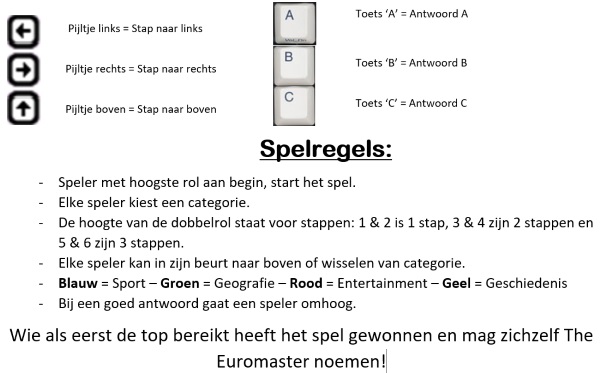 Pijltje links = Stap naar links
Pijltje rechts = Stap naar rechts
Pijltje boven = Stap naar boven
A
B
C
Toets ‘A’ = Antwoord A
Toets ‘B’ = Antwoord B
Toets ‘C’ = Antwoord C
Spelregels:
- Speler met hoogste rol aan begin, start het spel.
- Elke speler kiest een categorie.
- De hoogte van de dobbelrol staat voor stappen: 1 & 2 is 1 stap, 3 & 4 zijn 2 stappen en
5 & 6 zijn 3 stappen.
- Elke speler kan in zijn beurt naar boven of wisselen van categorie.
- Blauw = Sport – Groen = Geografie – Rood = Entertainment – Geel = Geschiedenis
- Bij een goed antwoord gaat een speler omhoog.
Wie als eerst de top bereikt heeft het spel gewonnen en mag zichzelf The
Euromaster noemen!